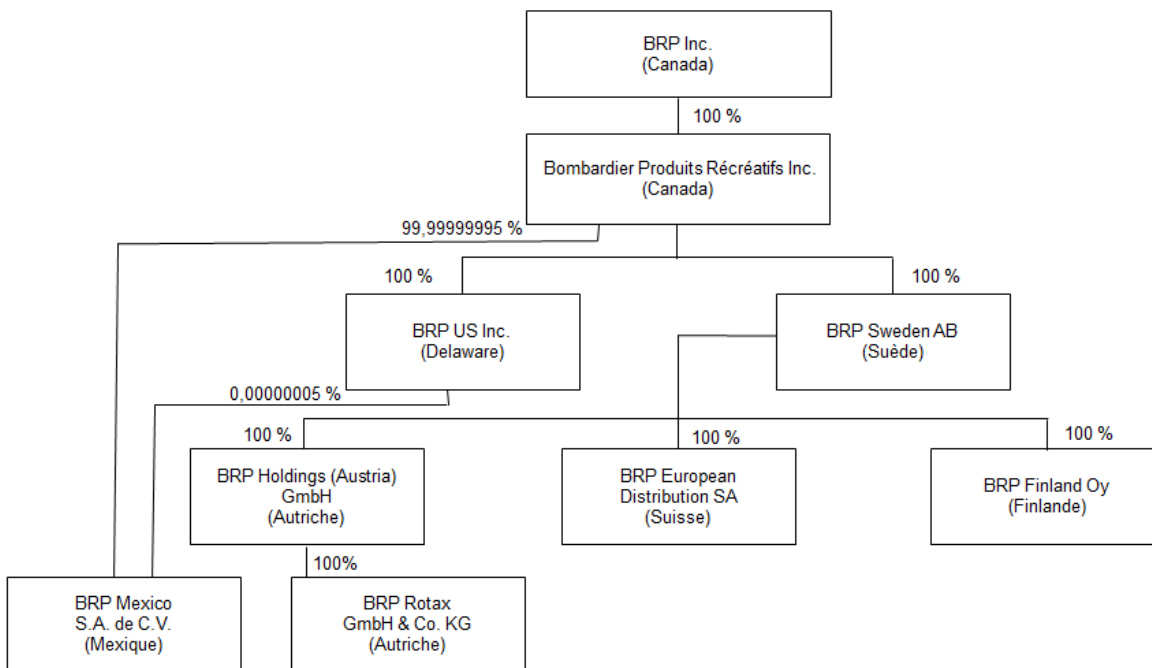 BRP Inc.
(Canada)
100 %
Bombardier Produits Récréatifs Inc.
(Canada)
99,99999995 %
100 %
100 %
BRP US Inc.
(Delaware)
BRP Sweden AB
(Suède)
0,00000005 %
100 %
100 %
100 %
BRP Holdings (Austria)
GmbH
(Autriche)
BRP European
Distribution SA
(Suisse)
BRP Finland Oy
(Finlande)
100%
BRP Mexico
S.A. de C.V.
(Mexique)
BRP Rotax
GmbH & Co. KG
(Autriche)